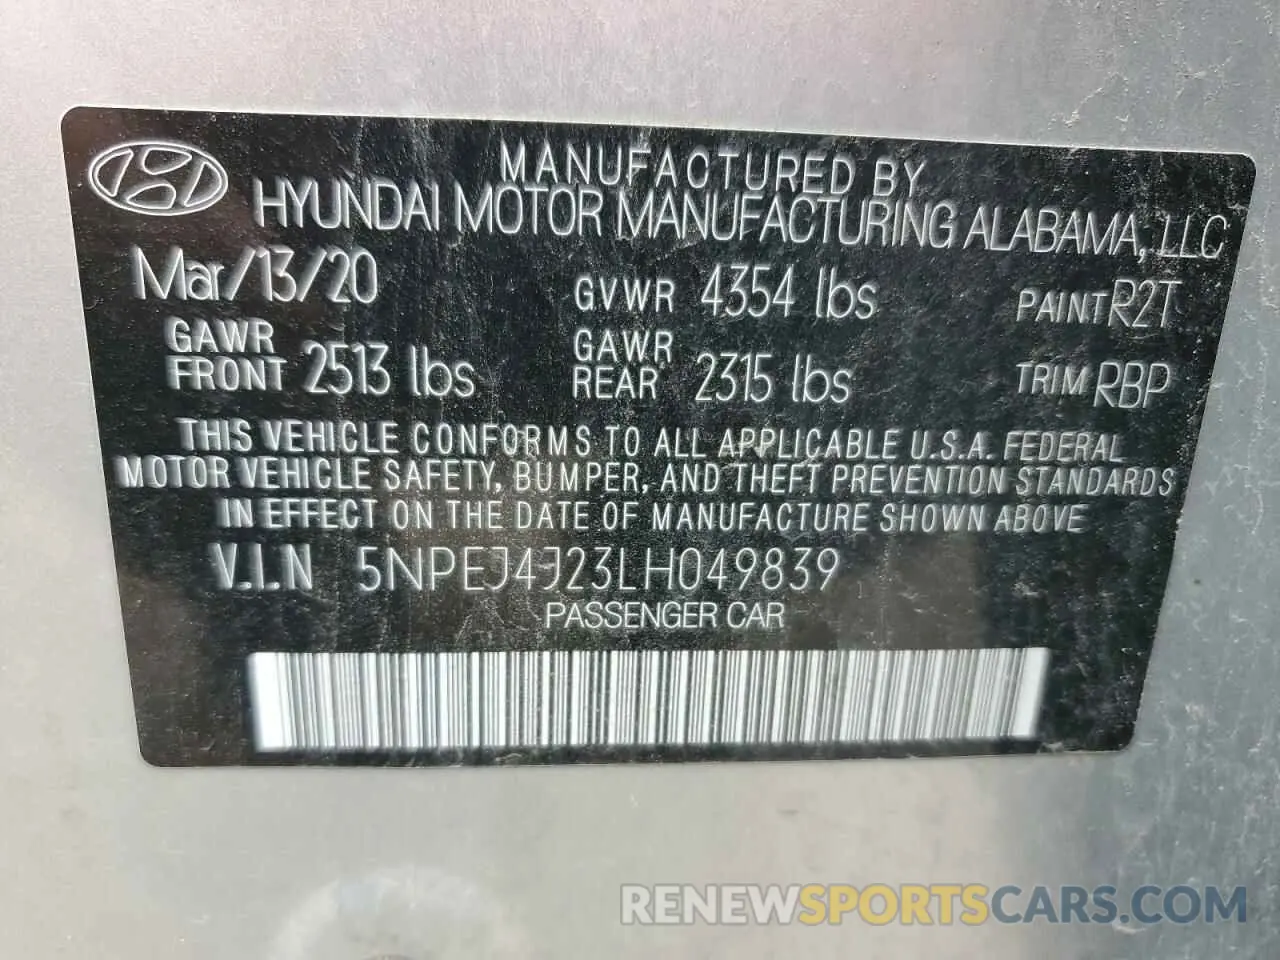 MANUFACTURED BY
HYUNDAI MOTOR MANUFACTURING ALABAMA, LLC
Mar/13/20 GVWR 4354 lbs PAINT R2T
GAWR FRONT 2513 lbs GAWR REAR 2315 lbs TRIM RBP
THIS VEHICLE CONFORMS TO ALL APPLICABLE U.S.A. FEDERAL
MOTOR VEHICLE SAFETY, BUMPER, AND THEFT PREVENTION STANDARDS
IN EFFECT ON THE DATE OF MANUFACTURE SHOWN ABOVE
V.I.N 5NPEJ4J23LH049839
PASSENGER CAR
RENEWSPORTSCARS.COM